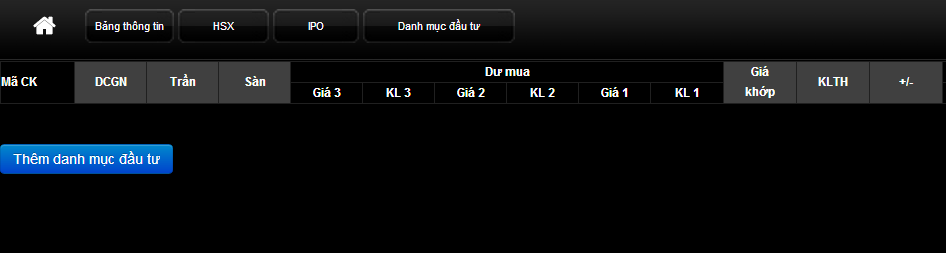 Bảng thông tin HSX IPO Danh mục đầu tư
Mã CK DCGN Trần Sàn Dư mua Giá khớp KLTH +/-
Giá 3 KL 3 Giá 2 KL 2 Giá 1 KL 1
Thêm danh mục đầu tư